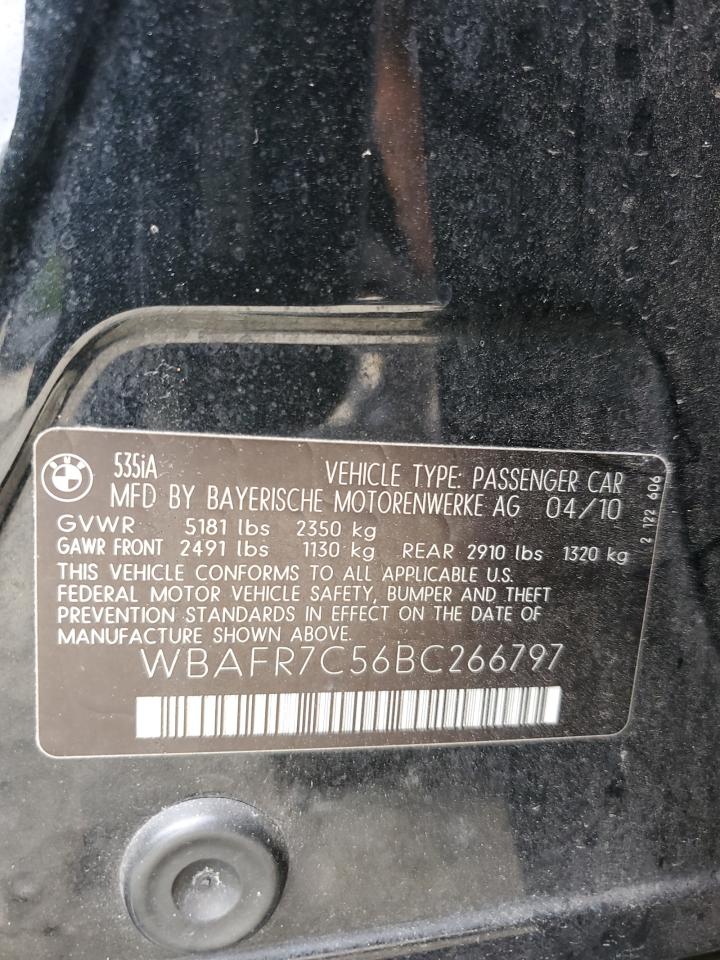 BMW
535iA VEHICLE TYPE: PASSENGER CAR
MFD BY BAYERISCHE MOTORENWERKE AG 04/10
GVWR 5181 lbs 2350 kg
GAWR FRONT 2491 lbs 1130 kg REAR 2910 lbs 1320 kg
THIS VEHICLE CONFORMS TO ALL APPLICABLE U.S.
FEDERAL MOTOR VEHICLE SAFETY, BUMPER AND THEFT
PREVENTION STANDARDS IN EFFECT ON THE DATE OF
MANUFACTURE SHOWN ABOVE.
WBAFR7C56BC266797
2 122 606